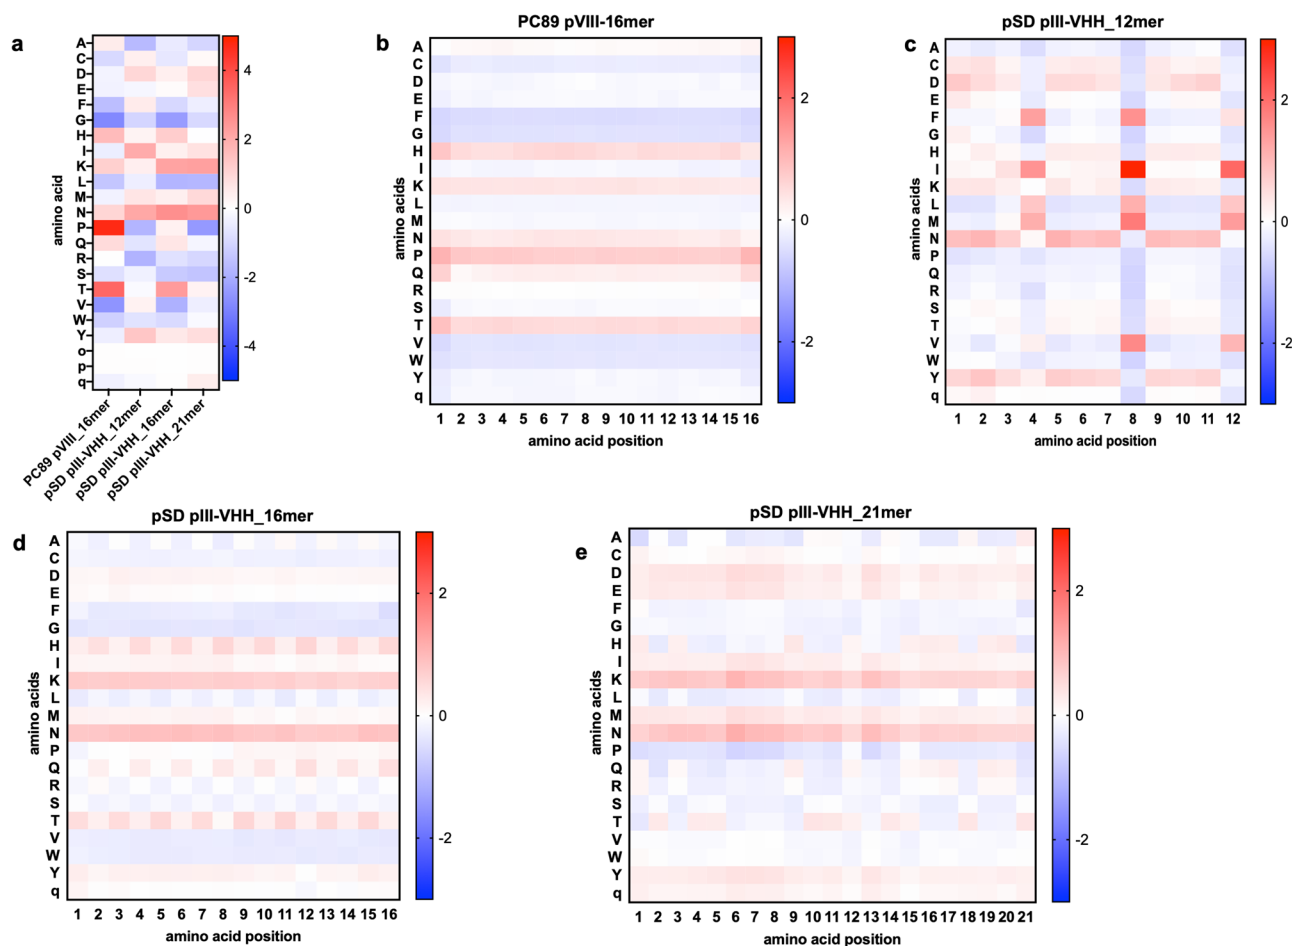 a
A
C
D
E
F
G
H
I
K
L
M
N
P
Q
R
S
T
V
W
Y
o
p
q
amino acid
4
2
0
-2
-4
PC89 pVIII_16mer
pSD pIII-VHH_12mer
pSD pIII-VHH_16mer
pSD pIII-VHH_21mer
b
PC89 pVIII-16mer
A
C
D
E
F
G
H
I
K
L
M
N
P
Q
R
S
T
V
W
Y
q
amino acids
1 2 3 4 5 6 7 8 9 10 11 12 13 14 15 16
amino acid position
2
0
-2
c
pSD pIII-VHH_12mer
A
C
D
E
F
G
H
I
K
L
M
N
P
Q
R
S
T
V
W
Y
q
amino acids
1 2 3 4 5 6 7 8 9 10 11 12
amino acid position
2
0
-2
d
pSD pIII-VHH_16mer
A
C
D
E
F
G
H
I
K
L
M
N
P
Q
R
S
T
V
W
Y
q
amino acids
1 2 3 4 5 6 7 8 9 10 11 12 13 14 15 16
amino acid position
2
0
-2
e
pSD pIII-VHH_21mer
A
C
D
E
F
G
H
I
K
L
M
N
P
Q
R
S
T
V
W
Y
q
amino acids
1 2 3 4 5 6 7 8 9 10 11 12 13 14 15 16 17 18 19 20 21
amino acid position
2
0
-2